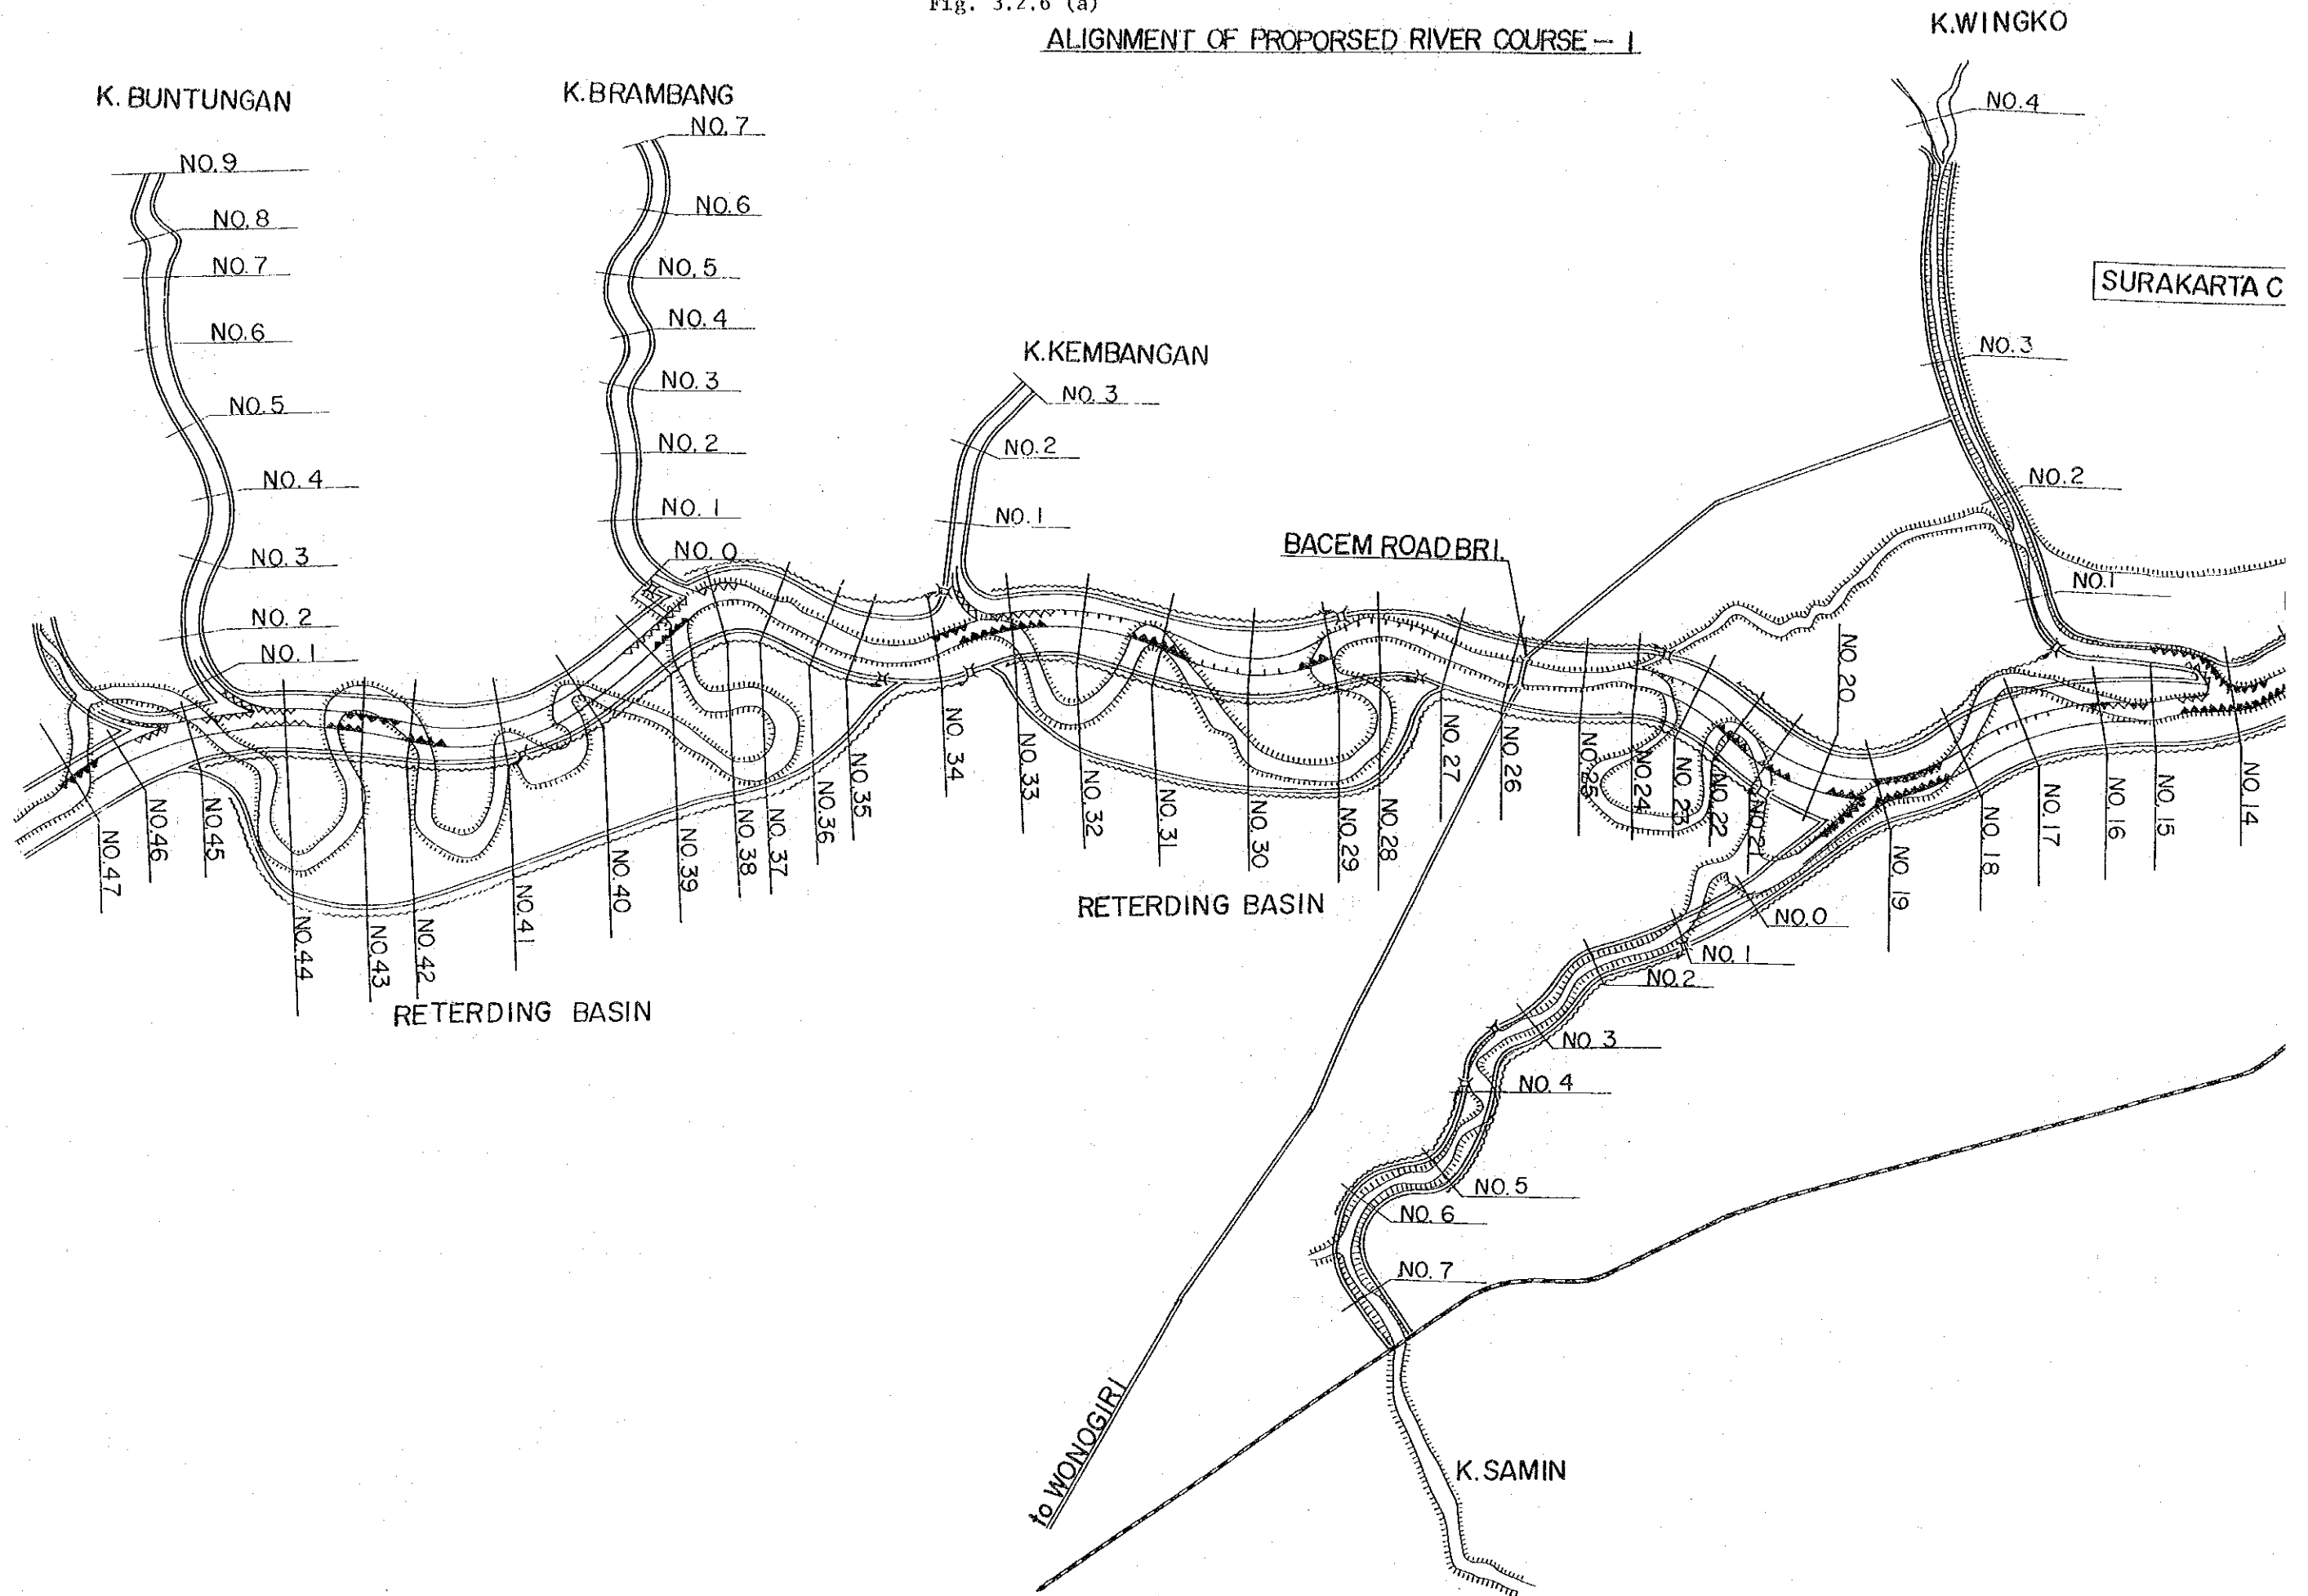 Fig. 3.2.6 (a)
ALIGNMENT OF PROPORSED RIVER COURSE - 1
K. BUNTUNGAN
NO. 9
NO. 8
NO. 7
NO. 6
NO. 5
NO. 4
NO. 3
NO. 2
NO. 1
K. BRAMBANG
NO. 7
NO. 6
NO. 5
NO. 4
NO. 3
NO. 2
NO. 1
NO. 0
K. KEMBANGAN
NO. 3
NO. 2
NO. 1
BACEM ROAD BRI.
K. WINGKO
NO. 4
NO. 3
NO. 2
NO. 1
SURAKARTA C
NO. 47
NO. 46
NO. 45
NO. 44
NO. 43
NO. 42
NO. 41
NO. 40
NO. 39
NO. 38
NO. 37
NO. 36
NO. 35
NO. 34
NO. 33
NO. 32
NO. 31
NO. 30
NO. 29
NO. 28
NO. 27
NO. 26
NO. 25
NO. 24
NO. 23
NO. 22
NO. 21
NO. 20
NO. 19
NO. 18
NO. 17
NO. 16
NO. 15
NO. 14
RETERDING BASIN
RETERDING BASIN
NO. 0
NO. 1
NO. 2
NO. 3
NO. 4
NO. 5
NO. 6
NO. 7
K. SAMIN
to WONOGIRI